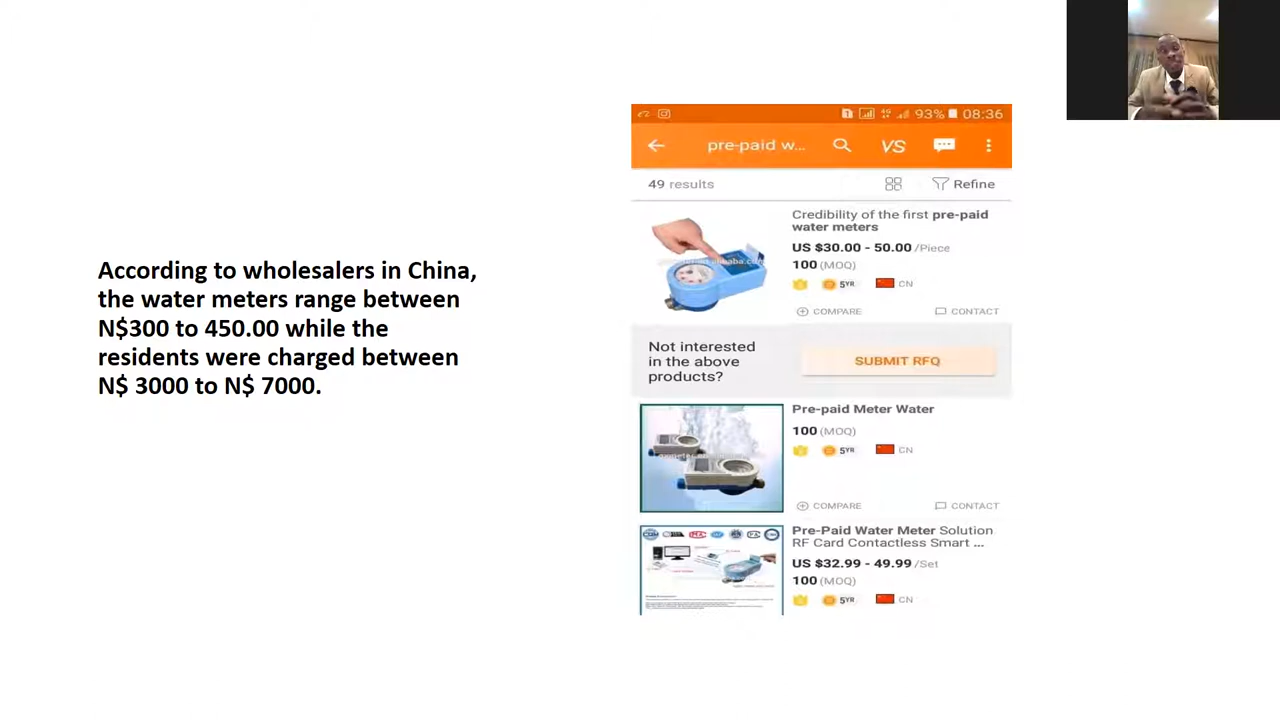 According to wholesalers in China,
the water meters range between
N$300 to 450.00 while the
residents were charged between
N$ 3000 to N$ 7000.
93% 08:36
pre-paid w... VS
49 results Refine
Credibility of the first pre-paid
water meters
US $30.00 - 50.00 /Piece
100 (MOQ)
5YR CN
COMPARE CONTACT
Not interested
in the above
products?
SUBMIT RFQ
Pre-paid Meter Water
100 (MOQ)
5YR CN
COMPARE CONTACT
Pre-Paid Water Meter Solution
RF Card Contactless Smart ...
US $32.99 - 49.99 /Set
100 (MOQ)
5YR CN